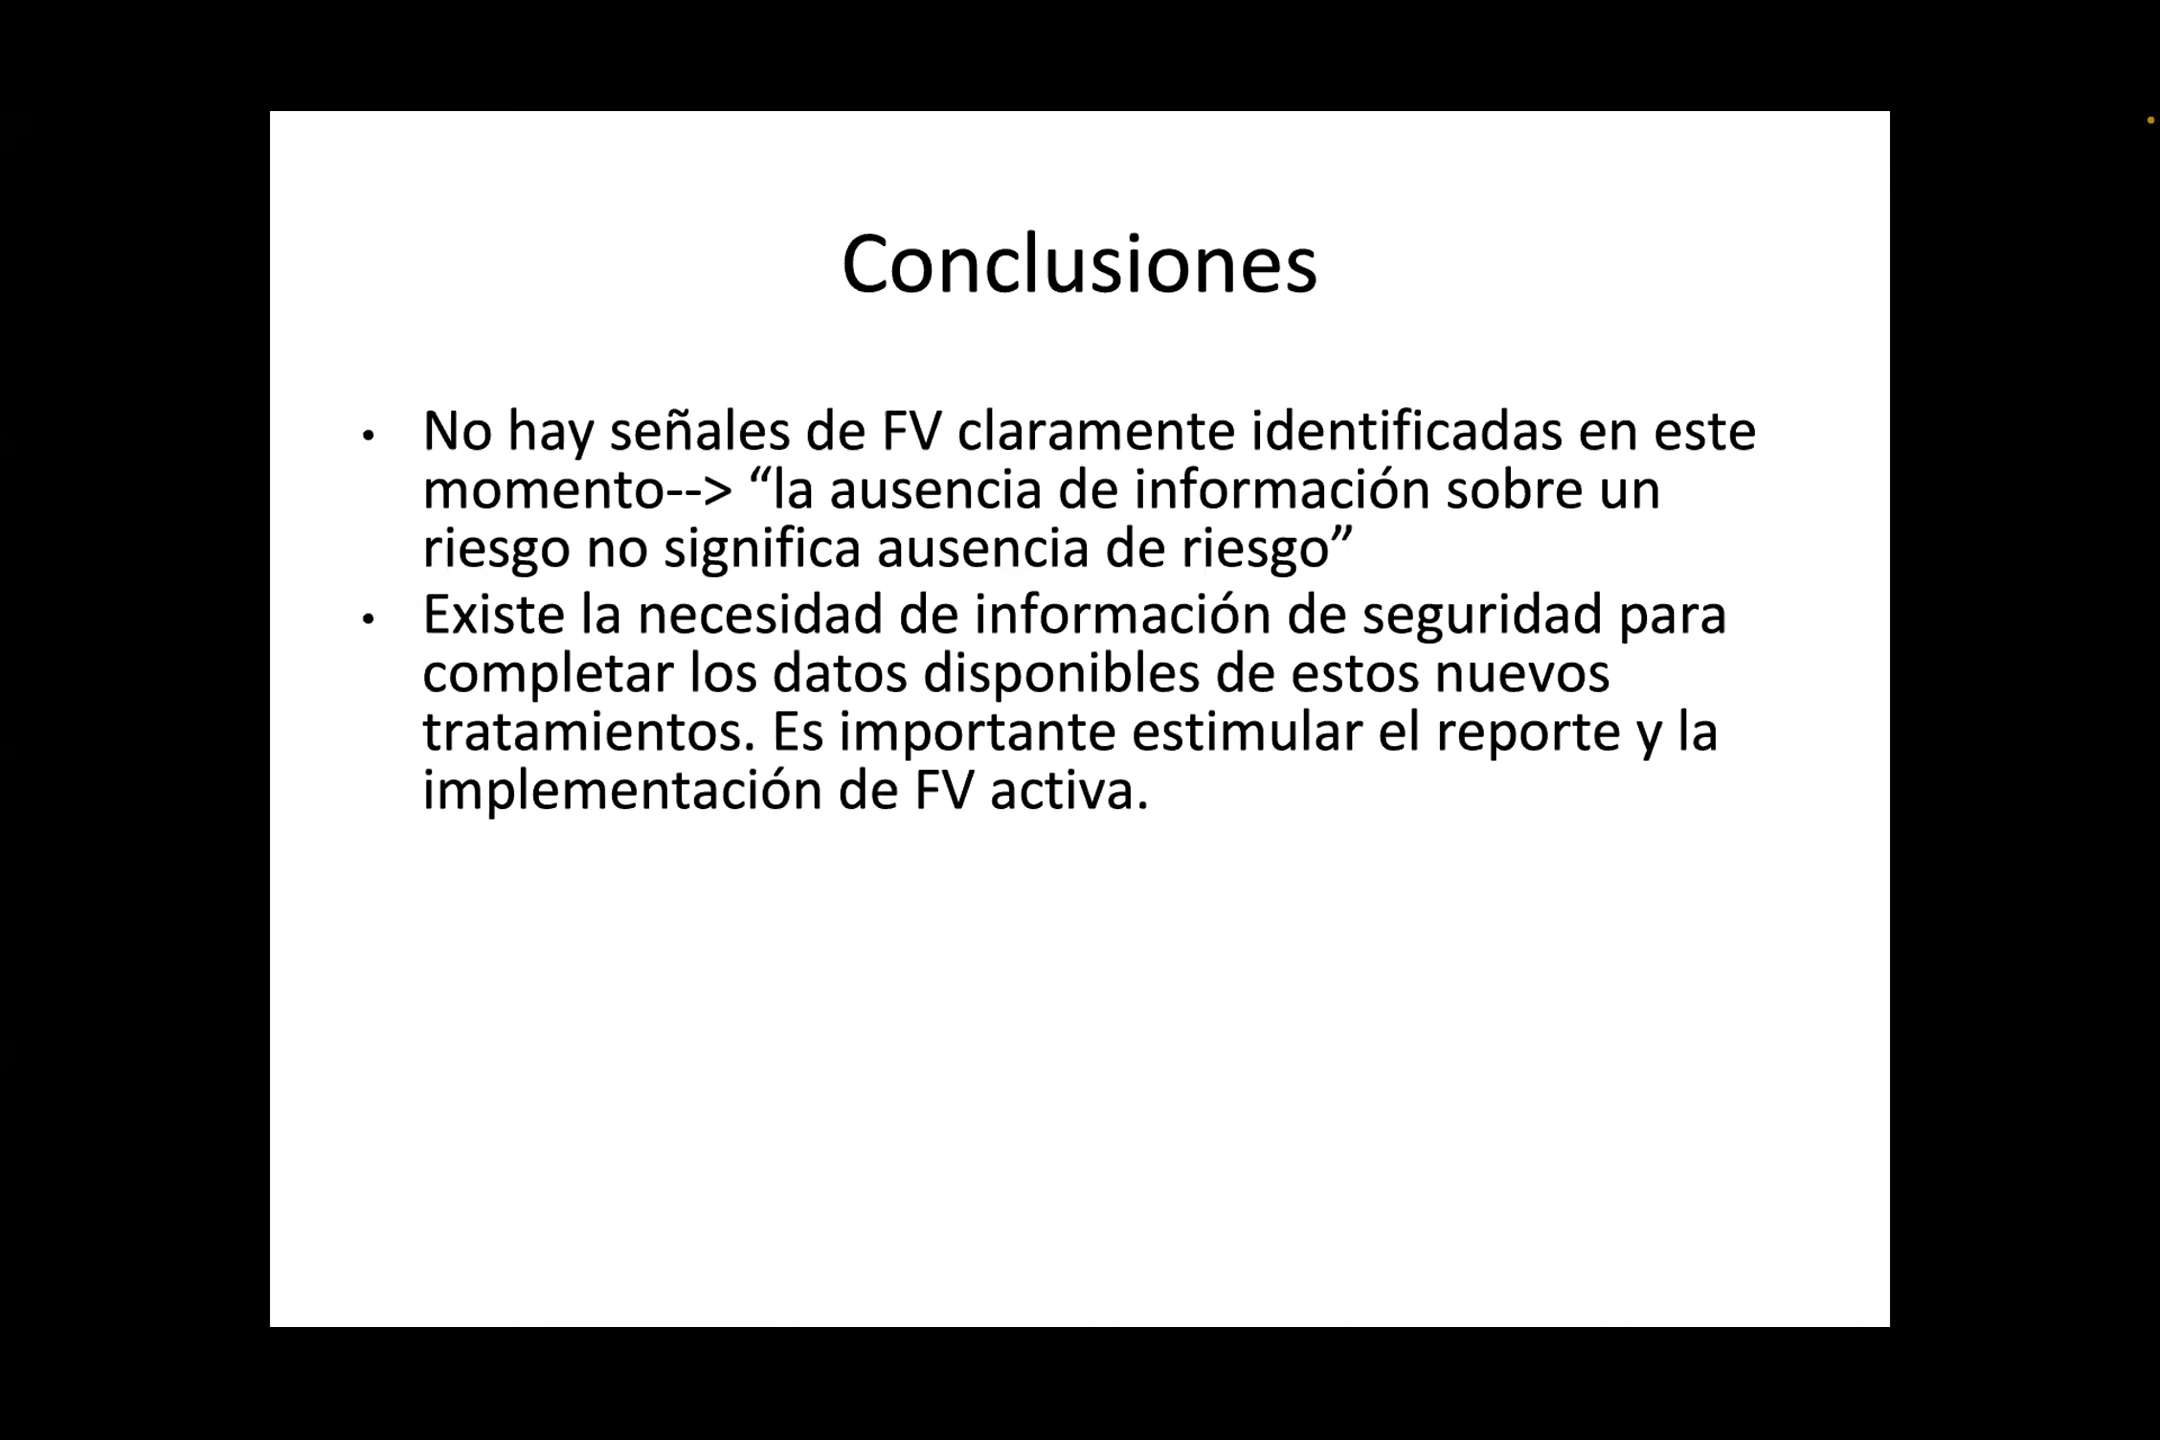 Conclusiones
• No hay señales de FV claramente identificadas en este
momento--> “la ausencia de información sobre un
riesgo no significa ausencia de riesgo”
• Existe la necesidad de información de seguridad para
completar los datos disponibles de estos nuevos
tratamientos. Es importante estimular el reporte y la
implementación de FV activa.